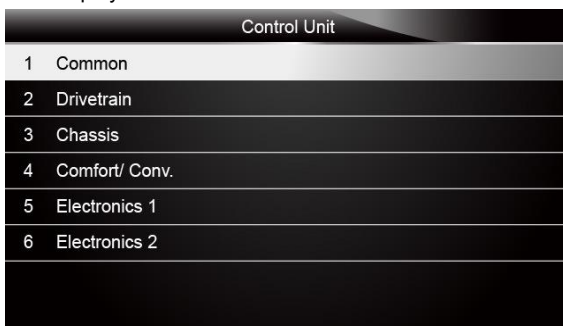 Control Unit
1 Common
2 Drivetrain
3 Chassis
4 Comfort/ Conv.
5 Electronics 1
6 Electronics 2